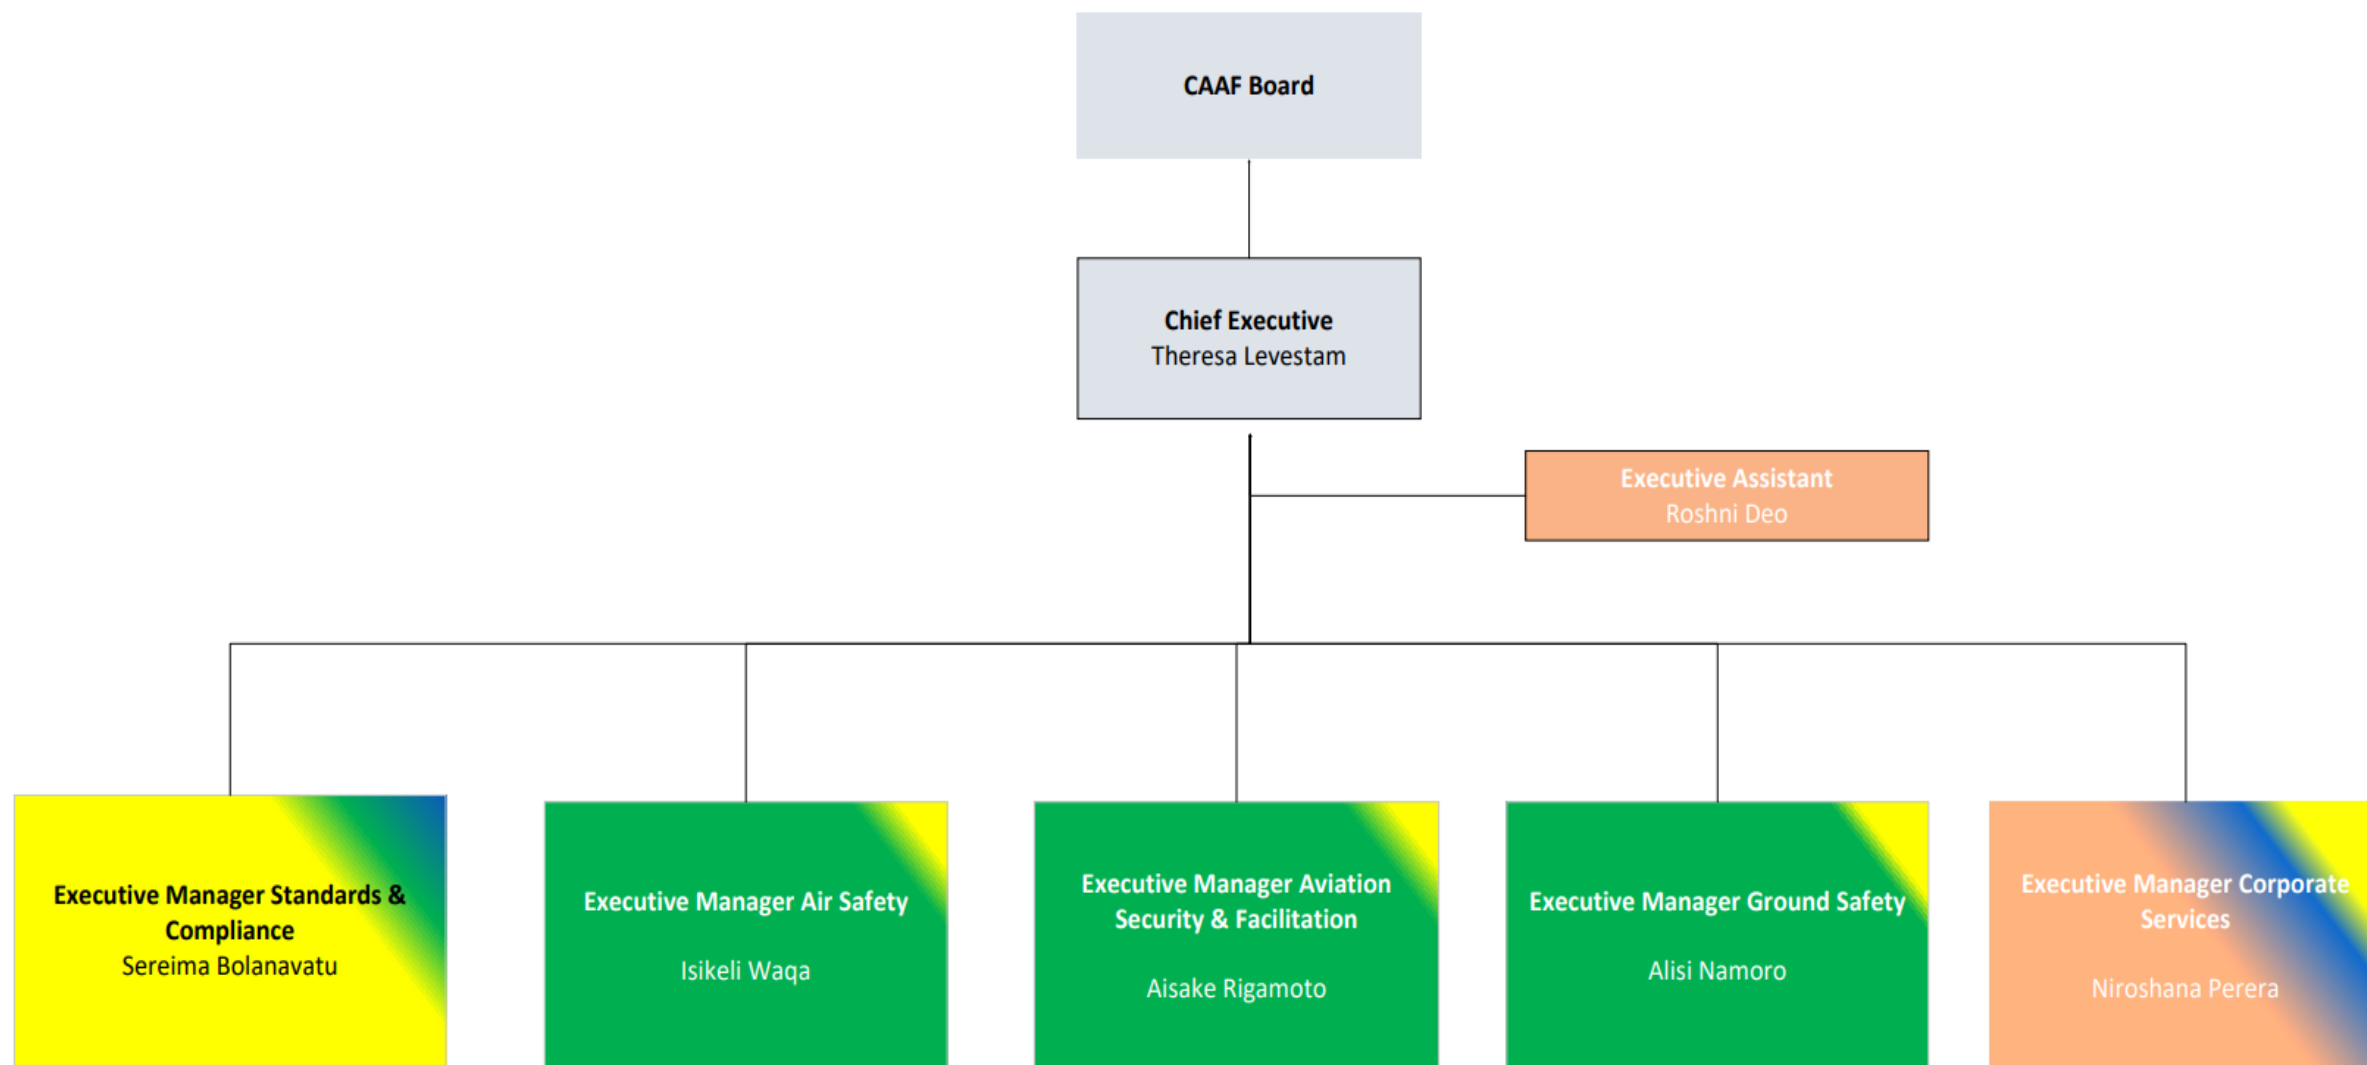 CAAF Board
Chief Executive
Theresa Levestam
Executive Assistant
Roshni Deo
Executive Manager Standards &
Compliance
Sereima Bolanavatu
Executive Manager Air Safety
Isikeli Waqa
Executive Manager Aviation
Security & Facilitation
Aisake Rigamoto
Executive Manager Ground Safety
Alisi Namoro
Executive Manager Corporate
Services
Niroshana Perera